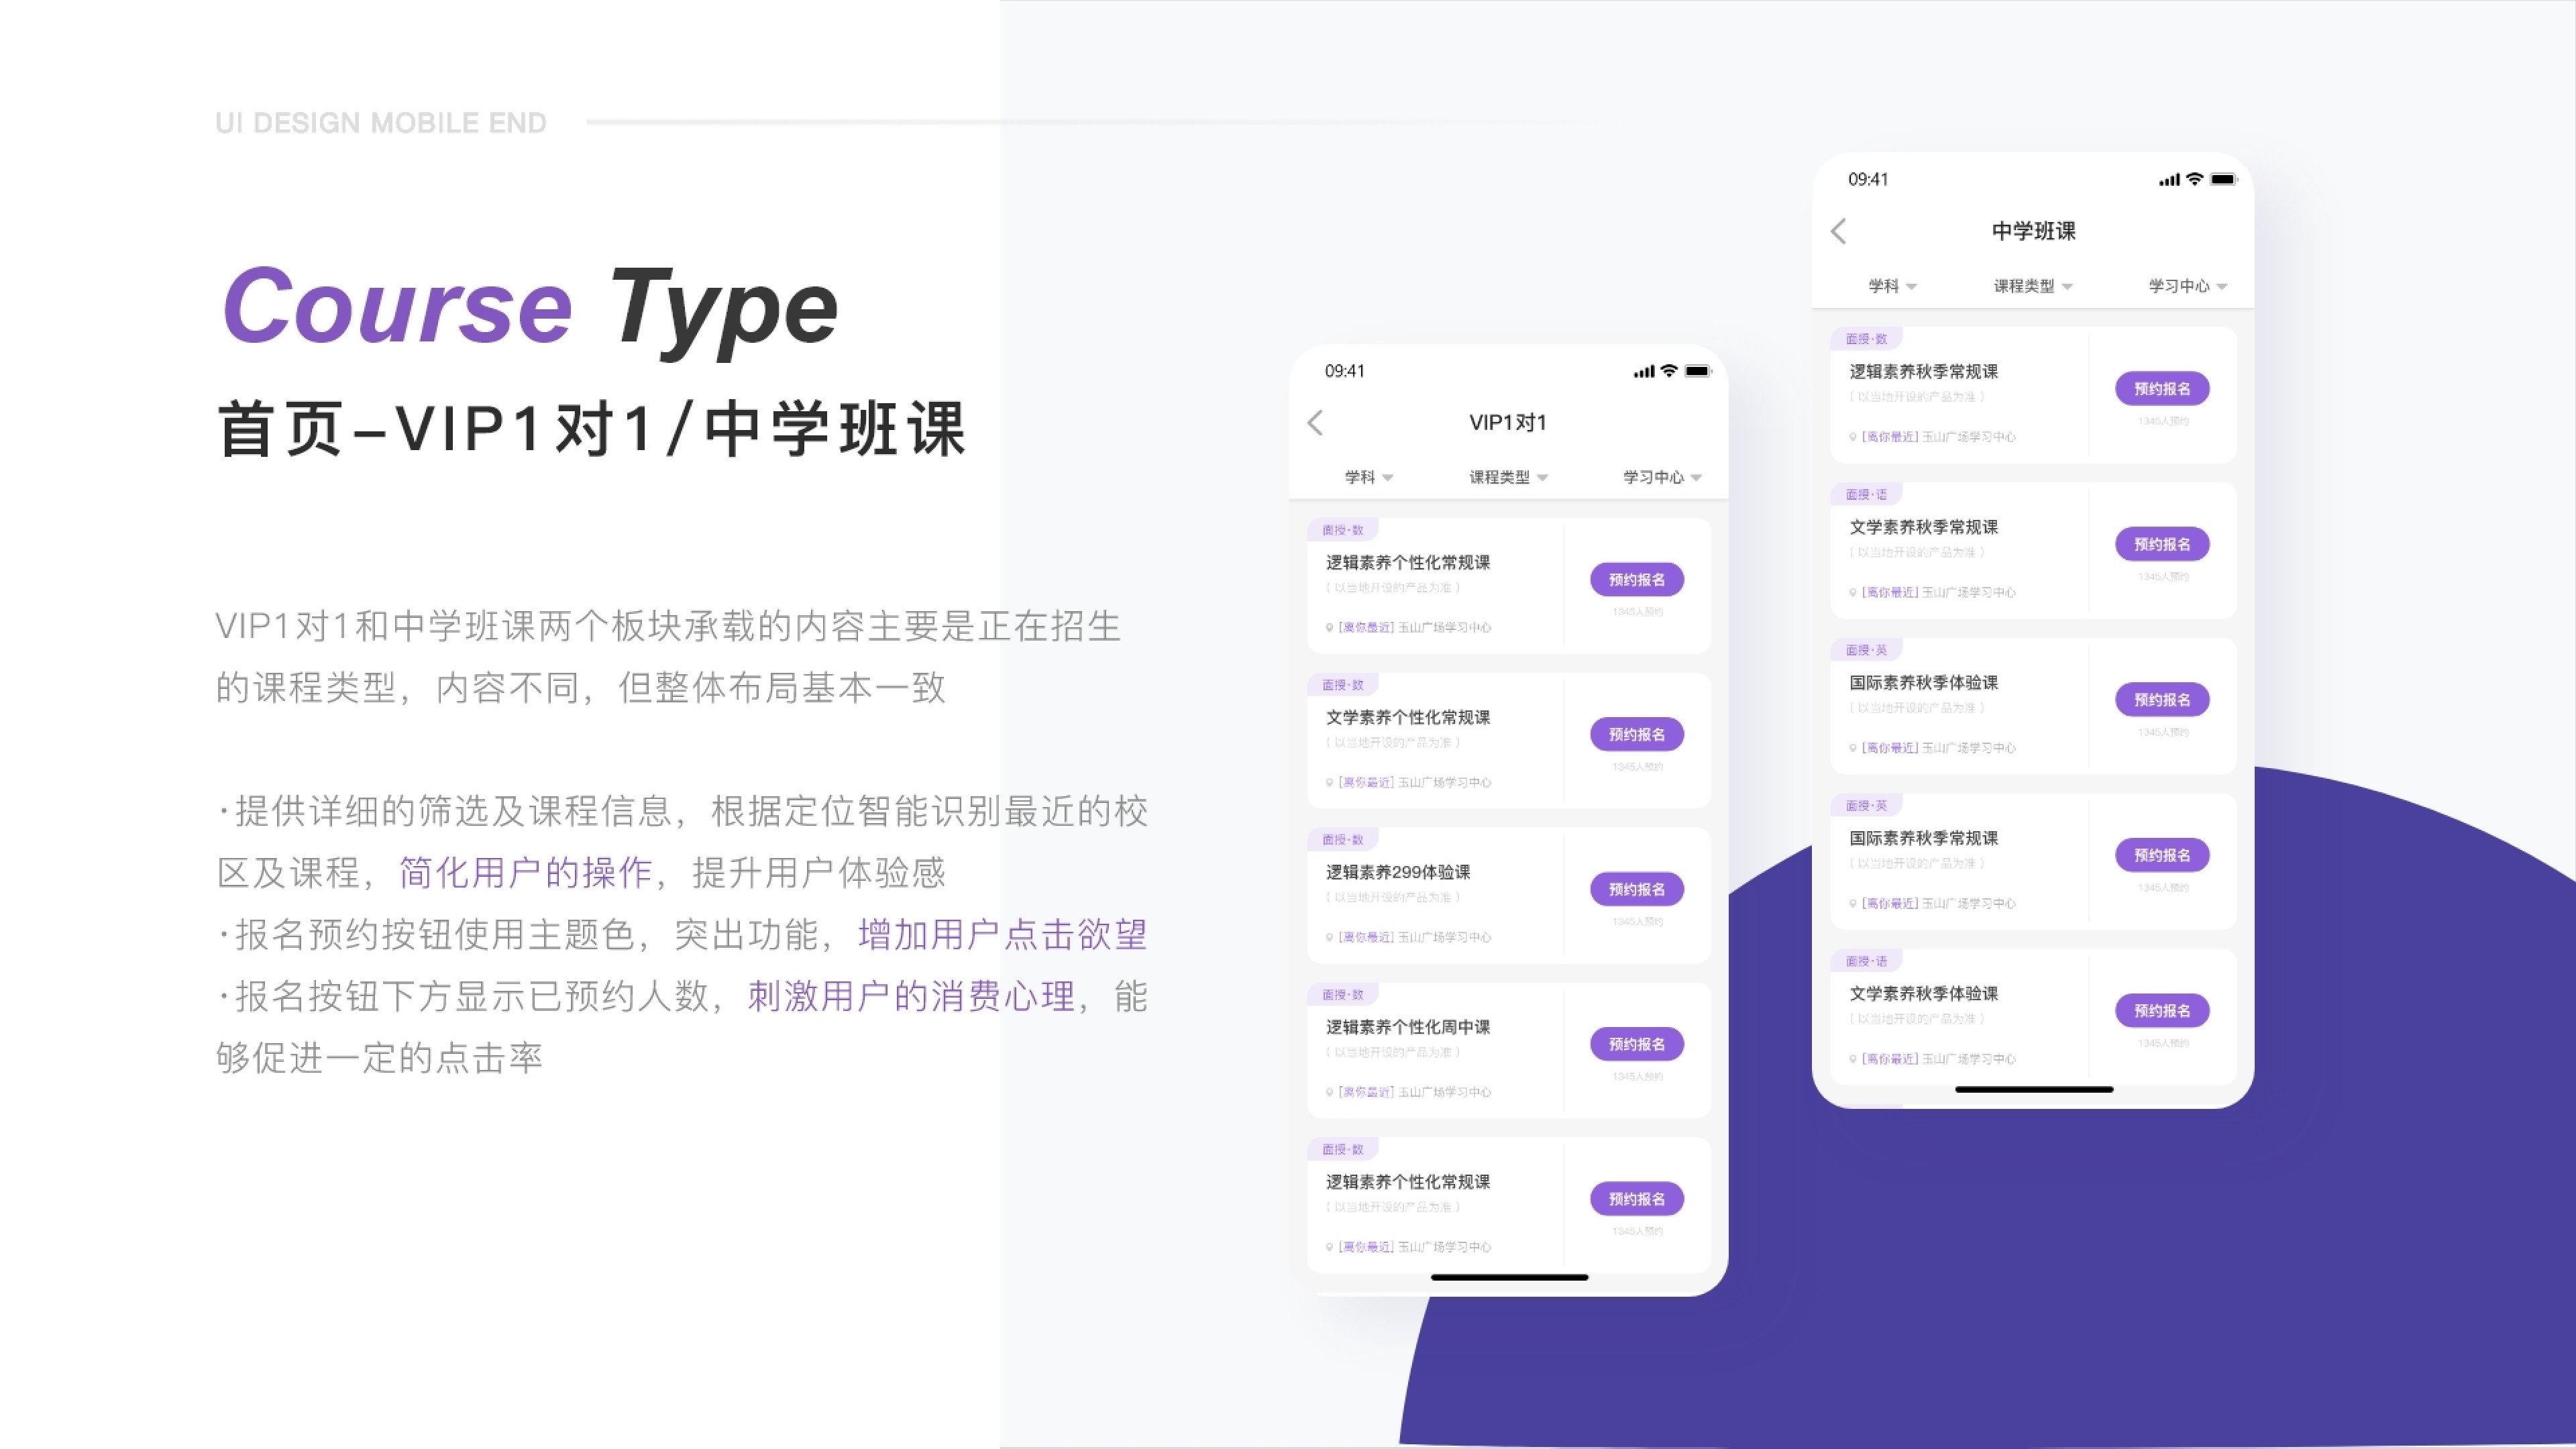 UI DESIGN MOBILE END
Course Type
首页-VIP1对1/中学班课
VIP1对1和中学班课两个板块承载的内容主要是正在招生
的课程类型，内容不同，但整体布局基本一致
·提供详细的筛选及课程信息，根据定位智能识别最近的校
区及课程，简化用户的操作，提升用户体验感
·报名预约按钮使用主题色，突出功能，增加用户点击欲望
·报名按钮下方显示已预约人数，刺激用户的消费心理，能
够促进一定的点击率
09:41
VIP1对1
学科 课程类型 学习中心
面授·数
逻辑素养个性化常规课
( 以当地开设的产品为准 )
[离你最近] 玉山广场学习中心
预约报名
1345人预约
面授·数
文学素养个性化常规课
( 以当地开设的产品为准 )
[离你最近] 玉山广场学习中心
预约报名
1345人预约
面授·数
逻辑素养299体验课
( 以当地开设的产品为准 )
[离你最近] 玉山广场学习中心
预约报名
1345人预约
面授·数
逻辑素养个性化周中课
( 以当地开设的产品为准 )
[离你最近] 玉山广场学习中心
预约报名
1345人预约
面授·数
逻辑素养个性化常规课
( 以当地开设的产品为准 )
[离你最近] 玉山广场学习中心
预约报名
1345人预约
09:41
中学班课
学科 课程类型 学习中心
面授·数
逻辑素养秋季常规课
( 以当地开设的产品为准 )
[离你最近] 玉山广场学习中心
预约报名
1345人预约
面授·语
文学素养秋季常规课
( 以当地开设的产品为准 )
[离你最近] 玉山广场学习中心
预约报名
1345人预约
面授·英
国际素养秋季体验课
( 以当地开设的产品为准 )
[离你最近] 玉山广场学习中心
预约报名
1345人预约
面授·英
国际素养秋季常规课
( 以当地开设的产品为准 )
[离你最近] 玉山广场学习中心
预约报名
1345人预约
面授·语
文学素养秋季体验课
( 以当地开设的产品为准 )
[离你最近] 玉山广场学习中心
预约报名
1345人预约